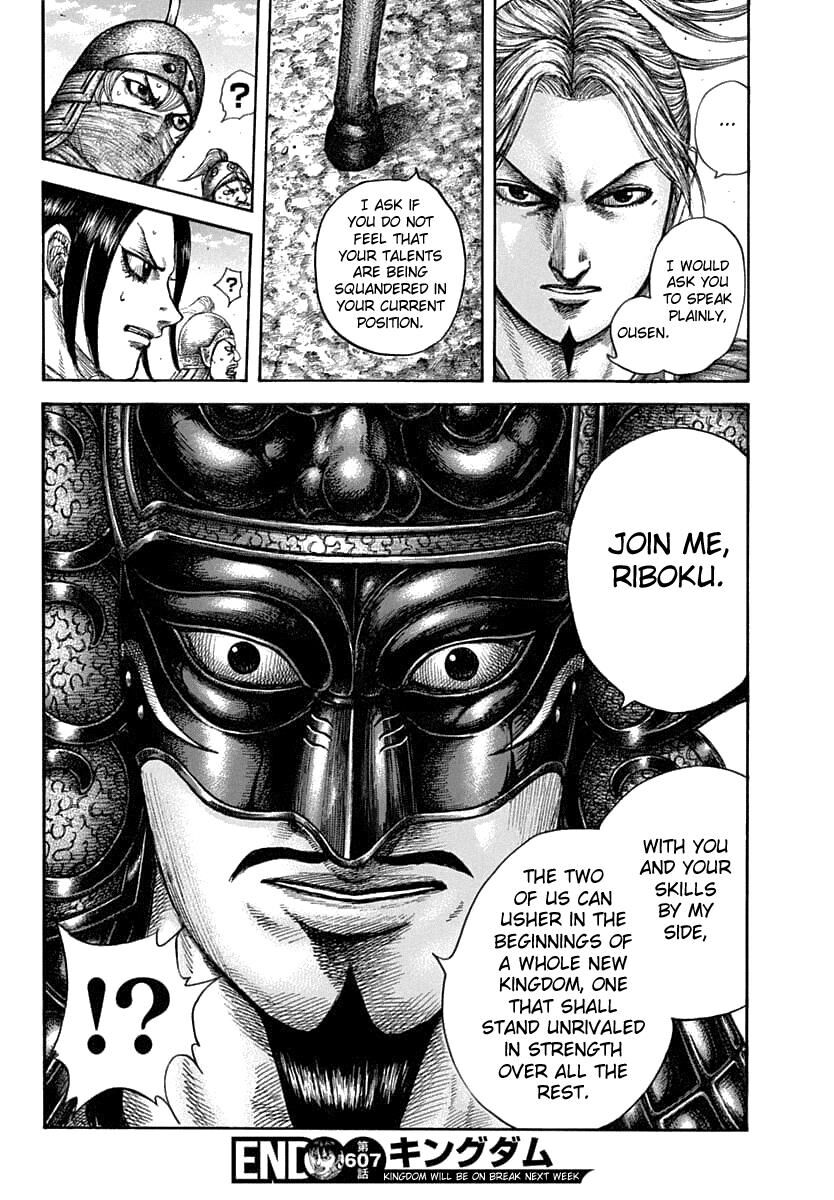 ...
I WOULD
ASK YOU
TO SPEAK
PLAINLY,
OUSEN.
I ASK IF
YOU DO NOT
FEEL THAT
YOUR TALENTS
ARE BEING
SQUANDERED IN
YOUR CURRENT
POSITION.
?
?
JOIN ME,
RIBOKU.
WITH YOU
AND YOUR
SKILLS
BY MY
SIDE,
THE TWO
OF US CAN
USHER IN THE
BEGINNINGS OF
A WHOLE NEW
KINGDOM, ONE
THAT SHALL
STAND UNRIVALED
IN STRENGTH
OVER ALL THE
REST.
!?
END 第607話 キングダム
KINGDOM WILL BE ON BREAK NEXT WEEK